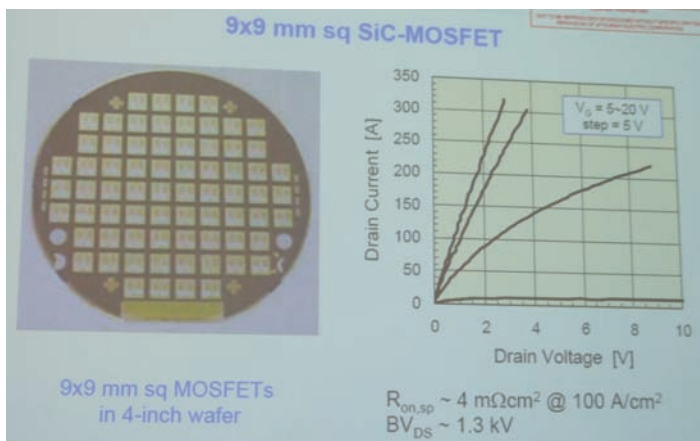 9x9 mm sq SiC-MOSFET
350
300
250
200
150
100
50
0
Drain Current [A]
V_G = 5~20 V
step = 5 V
0 2 4 6 8 10
Drain Voltage [V]
9x9 mm sq MOSFETs
in 4-inch wafer
R_on,sp ~ 4 mΩcm² @ 100 A/cm²
BV_DS ~ 1.3 kV